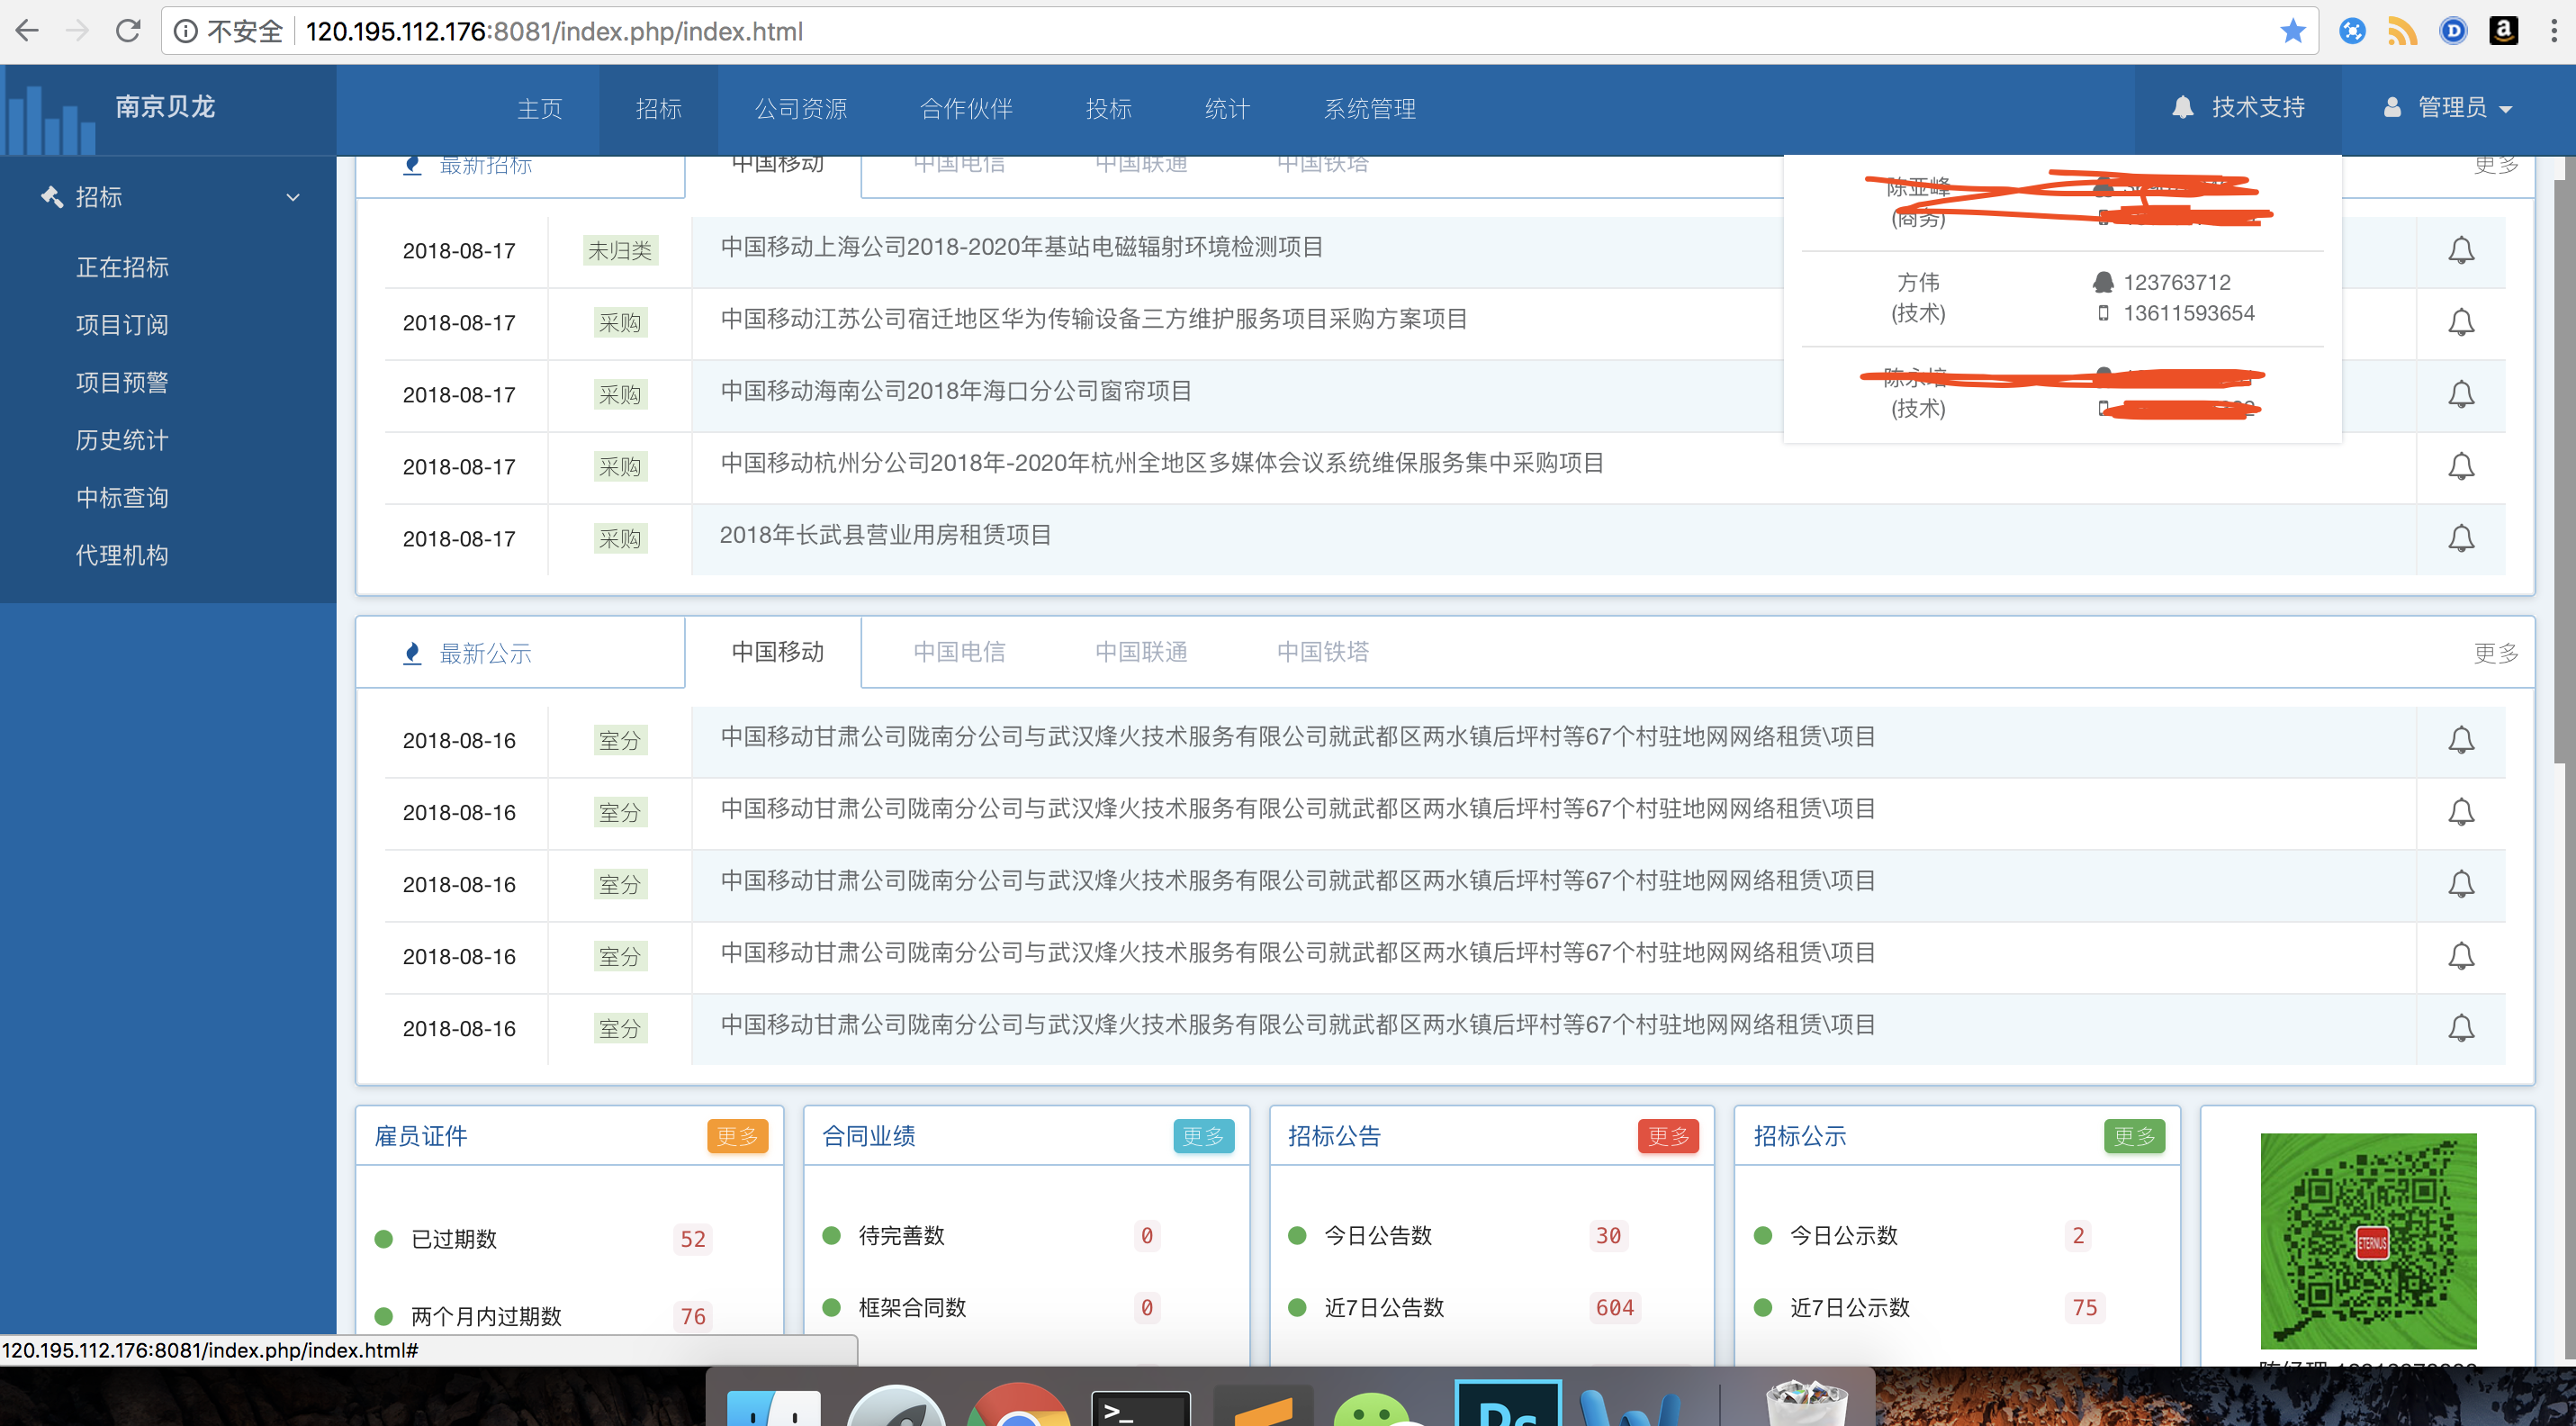 不安全 120.195.112.176:8081/index.php/index.html
南京贝龙 主页 招标 公司资源 合作伙伴 投标 统计 系统管理 技术支持 管理员
招标
正在招标
项目订阅
项目预警
历史统计
中标查询
代理机构
最新招标 中国移动 中国电信 中国联通 中国铁塔 更多
2018-08-17 未归类 中国移动上海公司2018-2020年基站电磁辐射环境检测项目
2018-08-17 采购 中国移动江苏公司宿迁地区华为传输设备三方维护服务项目采购方案项目
2018-08-17 采购 中国移动海南公司2018年海口分公司窗帘项目
2018-08-17 采购 中国移动杭州分公司2018年-2020年杭州全地区多媒体会议系统维保服务集中采购项目
2018-08-17 采购 2018年长武县营业用房租赁项目
陈亚峰
(商务)
方伟 123763712
(技术) 13611593654
(技术)
最新公示 中国移动 中国电信 中国联通 中国铁塔 更多
2018-08-16 室分 中国移动甘肃公司陇南分公司与武汉烽火技术服务有限公司就武都区两水镇后坪村等67个村驻地网网络租赁\项目
2018-08-16 室分 中国移动甘肃公司陇南分公司与武汉烽火技术服务有限公司就武都区两水镇后坪村等67个村驻地网网络租赁\项目
2018-08-16 室分 中国移动甘肃公司陇南分公司与武汉烽火技术服务有限公司就武都区两水镇后坪村等67个村驻地网网络租赁\项目
2018-08-16 室分 中国移动甘肃公司陇南分公司与武汉烽火技术服务有限公司就武都区两水镇后坪村等67个村驻地网网络租赁\项目
2018-08-16 室分 中国移动甘肃公司陇南分公司与武汉烽火技术服务有限公司就武都区两水镇后坪村等67个村驻地网网络租赁\项目
雇员证件 更多
已过期数 52
两个月内过期数 76
合同业绩 更多
待完善数 0
框架合同数 0
招标公告 更多
今日公告数 30
近7日公告数 604
招标公示 更多
今日公示数 2
近7日公示数 75
ETERNUS
120.195.112.176:8081/index.php/index.html#
Ps